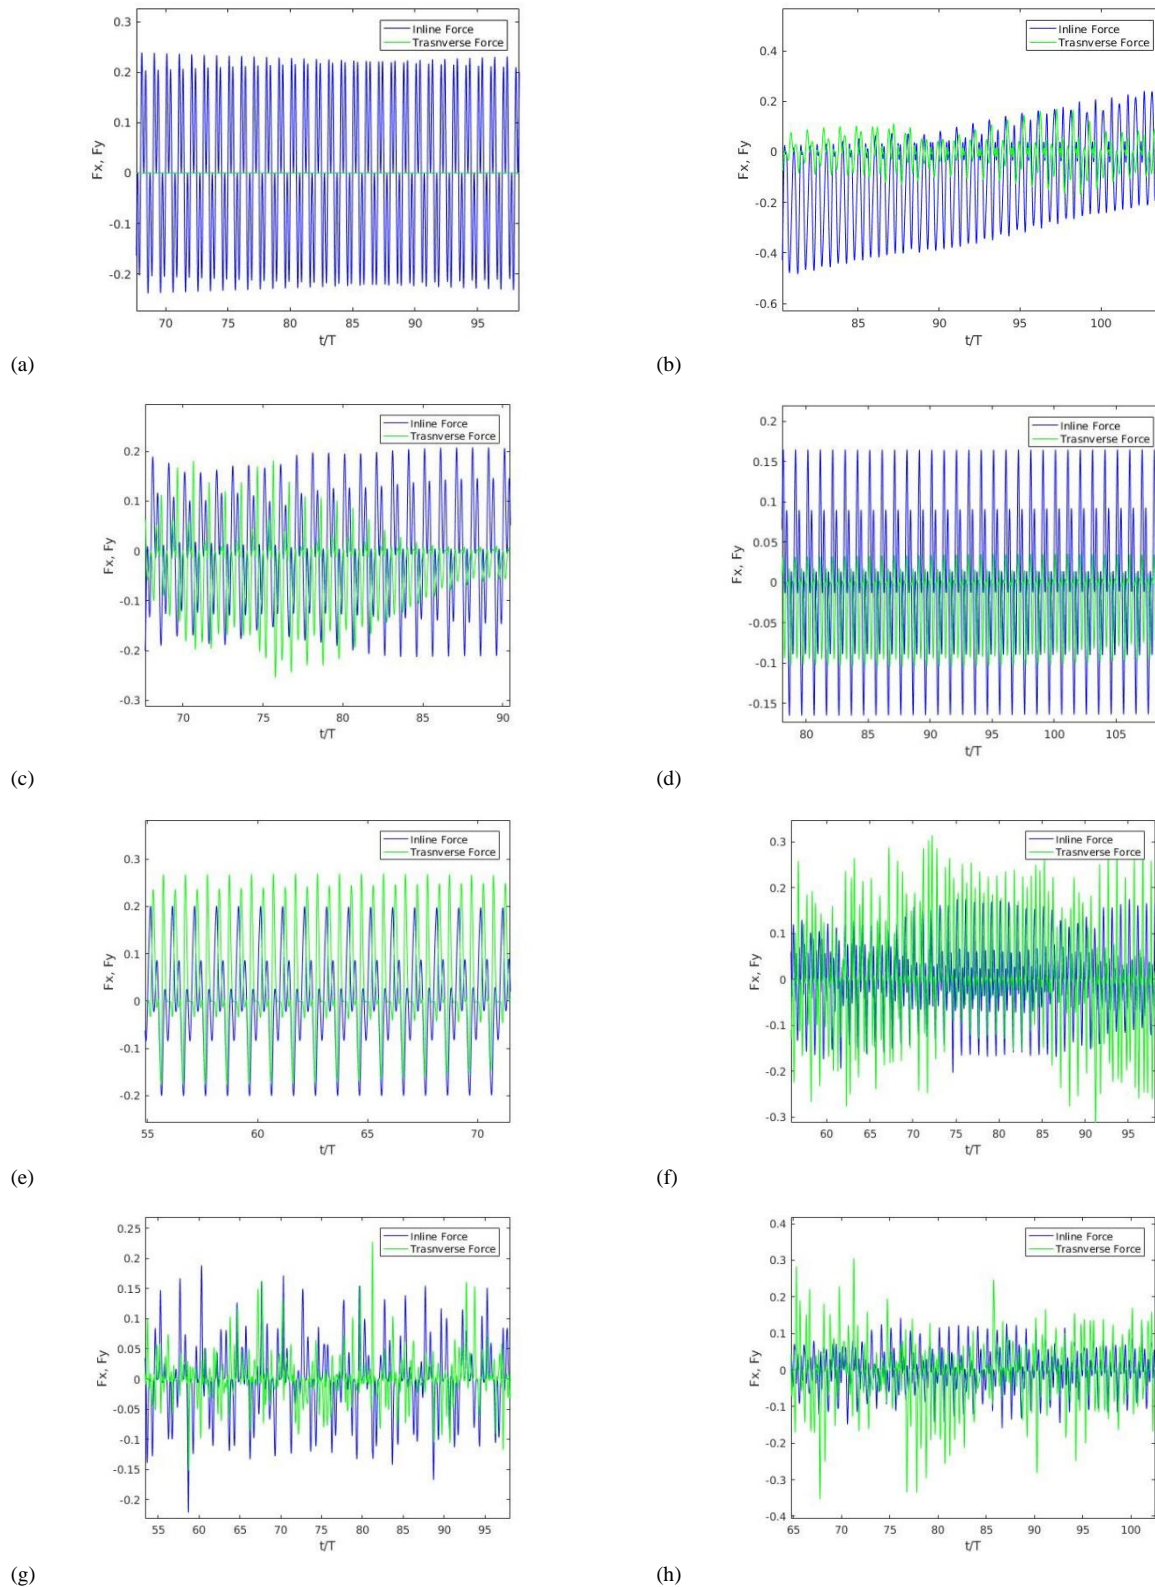 0.3
0.2
0.1
0
-0.1
-0.2
Fx, Fy
Inline Force
Trasnverse Force
70 75 80 85 90 95
t/T
(a)
0.4
0.2
0
-0.2
-0.4
-0.6
Fx, Fy
Inline Force
Trasnverse Force
85 90 95 100
t/T
(b)
0.2
0.1
0
-0.1
-0.2
-0.3
Fx, Fy
Inline Force
Trasnverse Force
70 75 80 85 90
t/T
(c)
0.2
0.15
0.1
0.05
0
-0.05
-0.1
-0.15
Fx, Fy
Inline Force
Trasnverse Force
80 85 90 95 100 105
t/T
(d)
0.3
0.2
0.1
0
-0.1
-0.2
Fx, Fy
Inline Force
Trasnverse Force
55 60 65 70
t/T
(e)
0.3
0.2
0.1
0
-0.1
-0.2
-0.3
Fx, Fy
Inline Force
Trasnverse Force
60 65 70 75 80 85 90 95
t/T
(f)
0.25
0.2
0.15
0.1
0.05
0
-0.05
-0.1
-0.15
-0.2
Fx, Fy
Inline Force
Trasnverse Force
55 60 65 70 75 80 85 90 95
t/T
(g)
0.4
0.3
0.2
0.1
0
-0.1
-0.2
-0.3
-0.4
Fx, Fy
Inline Force
Trasnverse Force
65 70 75 80 85 90 95 100
t/T
(h)